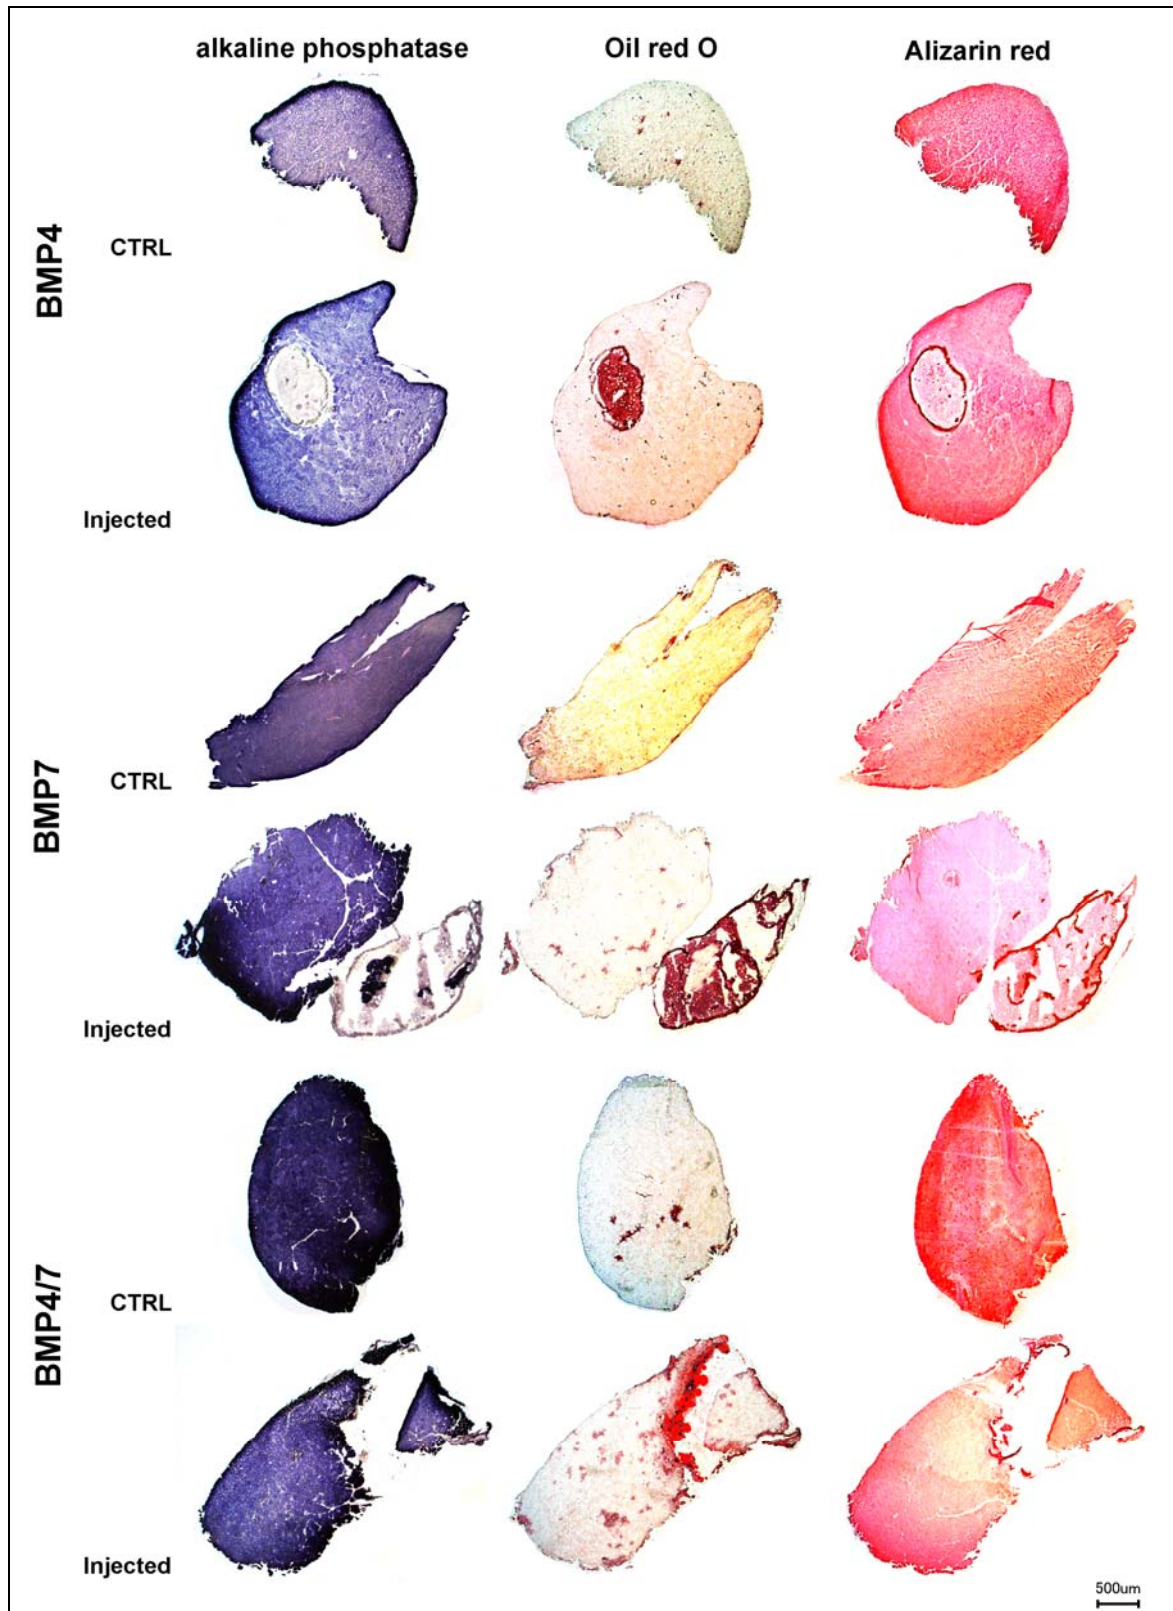 alkaline phosphatase Oil red O Alizarin red
BMP4
CTRL
Injected
BMP7
CTRL
Injected
BMP4/7
CTRL
Injected
500um